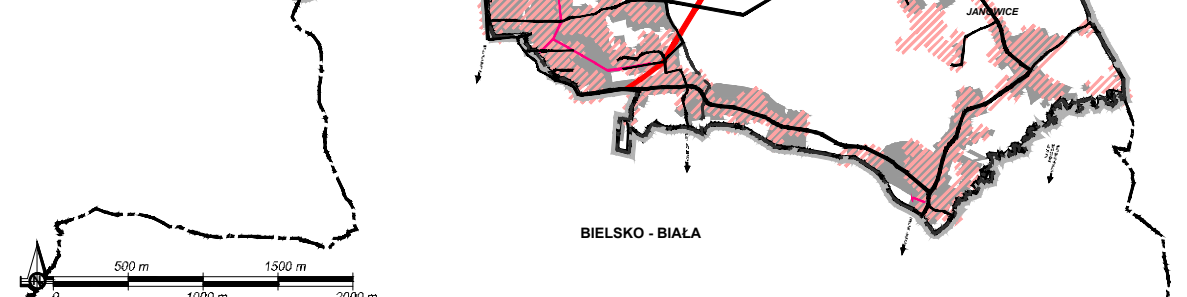 JANOWICE
BIELSKO - BIAŁA
500 m
1500 m
0
1000 m
2000 m